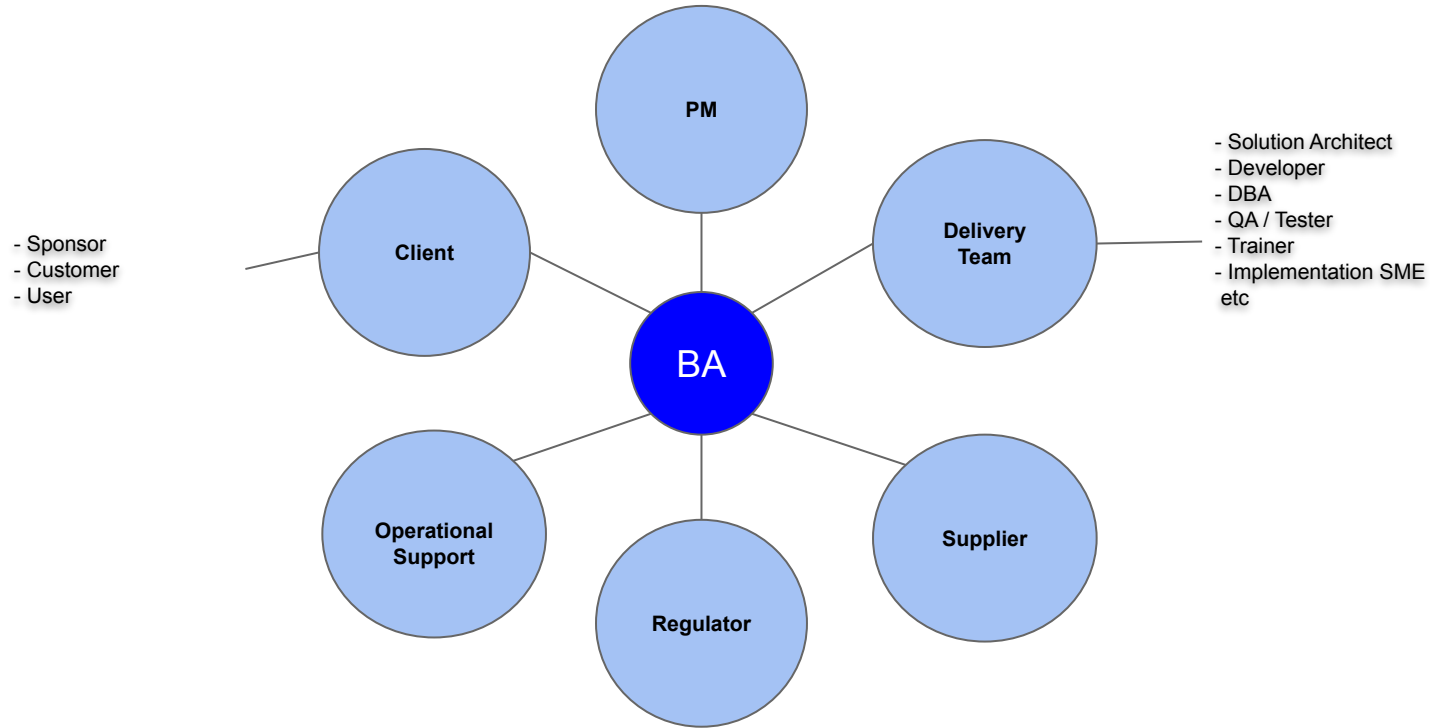 PM
- Solution Architect
- Developer
- DBA
- QA / Tester
- Trainer
- Implementation SME
etc
Delivery
Team
Client
- Sponsor
- Customer
- User
BA
Operational
Support
Supplier
Regulator